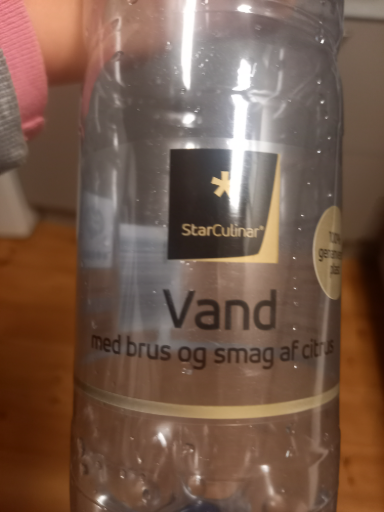 StarCulinar
Vand
med brus og smag af citrus